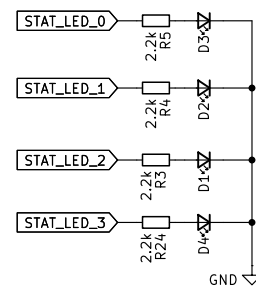 STAT_LED_0
2.2k
R5
D3
STAT_LED_1
2.2k
R4
D2
STAT_LED_2
2.2k
R3
D1
STAT_LED_3
2.2k
R24
D4
GND